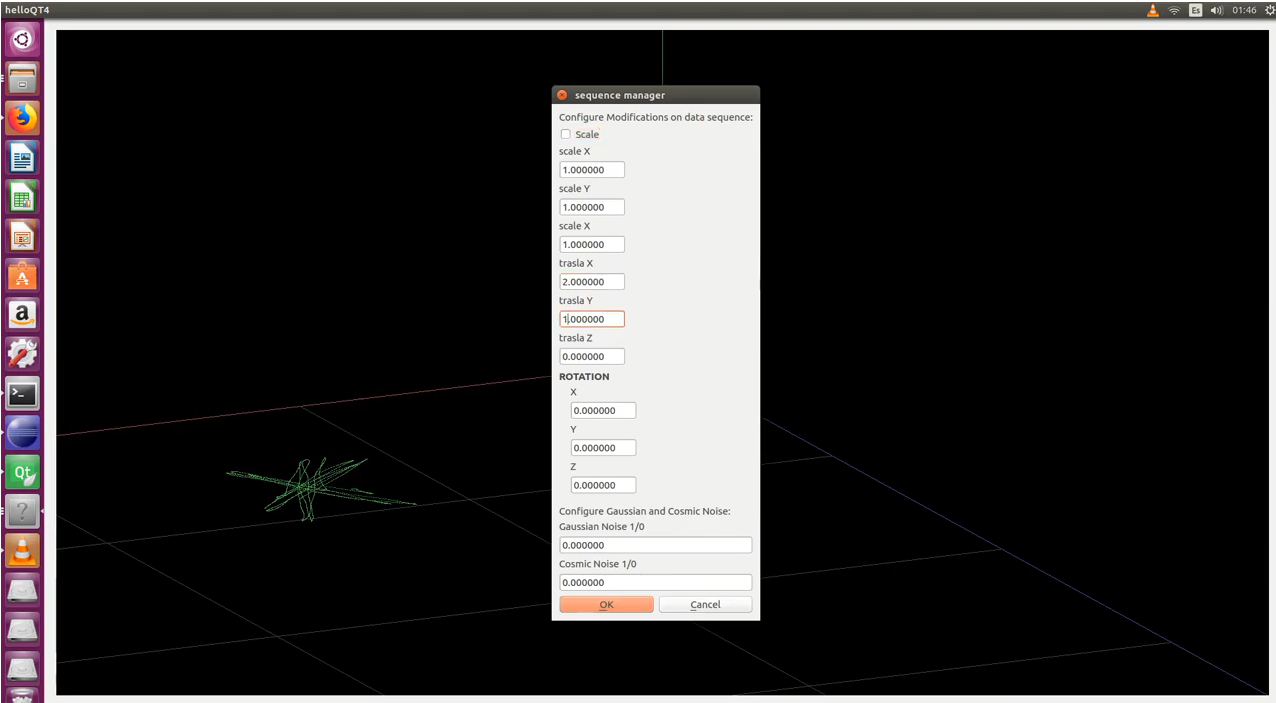 helloQT4
Es
01:46
sequence manager
Configure Modifications on data sequence:
Scale
scale X
1.000000
scale Y
1.000000
scale X
1.000000
trasla X
2.000000
trasla Y
1.000000
trasla Z
0.000000
ROTATION
X
0.000000
Y
0.000000
Z
0.000000
Configure Gaussian and Cosmic Noise:
Gaussian Noise 1/0
0.000000
Cosmic Noise 1/0
0.000000
OK
Cancel
A
a
>_
Qt
?